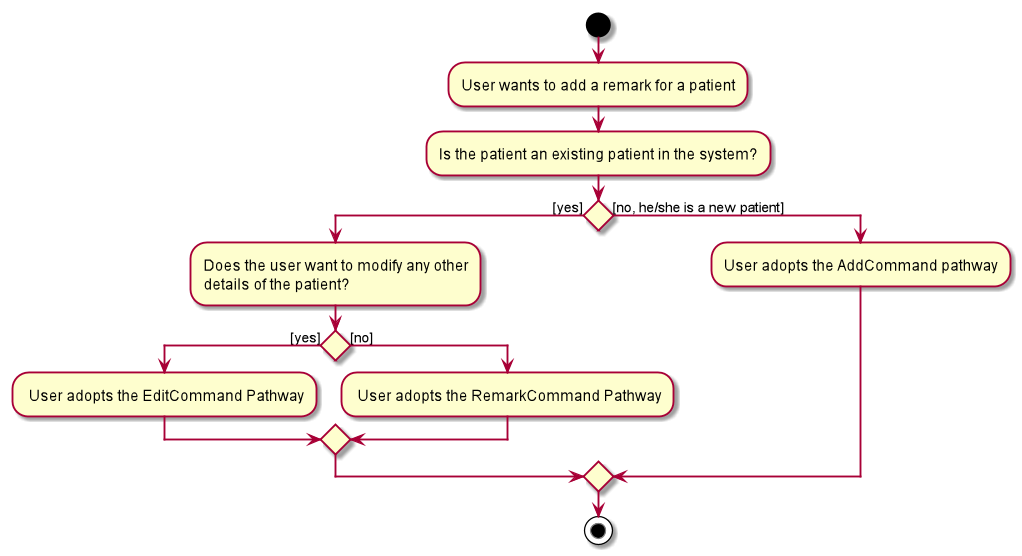 User wants to add a remark for a patient
Is the patient an existing patient in the system?
[yes]
[no, he/she is a new patient]
Does the user want to modify any other
details of the patient?
User adopts the AddCommand pathway
[yes]
[no]
User adopts the EditCommand Pathway
User adopts the RemarkCommand Pathway